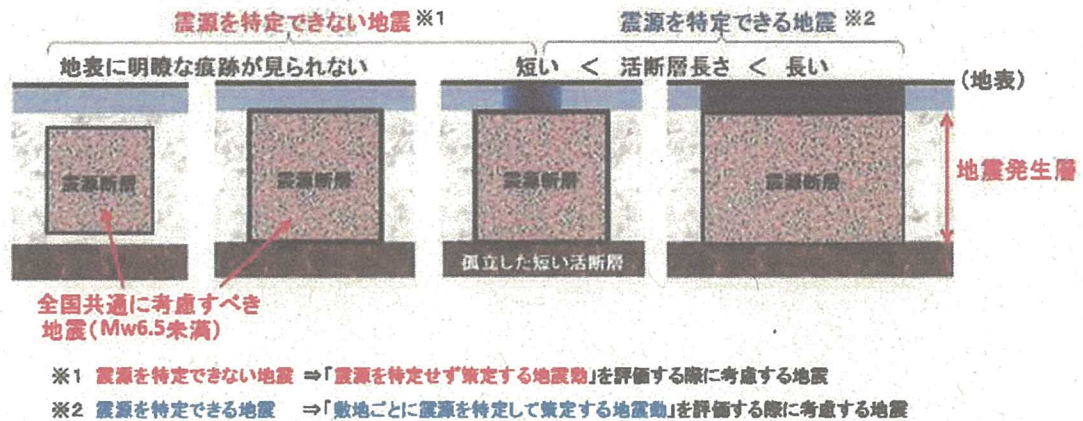 震源を特定できない地震 ※1
震源を特定できる地震 ※2
地表に明瞭な痕跡が見られない
短い ＜ 活断層長さ ＜ 長い
(地表)
震源断層
震源断層
震源断層
震源断層
地震発生層
孤立した短い活断層
全国共通に考慮すべき
地震(Mw6.5未満)
※1 震源を特定できない地震 ⇒「震源を特定せず策定する地震動」を評価する際に考慮する地震
※2 震源を特定できる地震 ⇒「敷地ごとに震源を特定して策定する地震動」を評価する際に考慮する地震